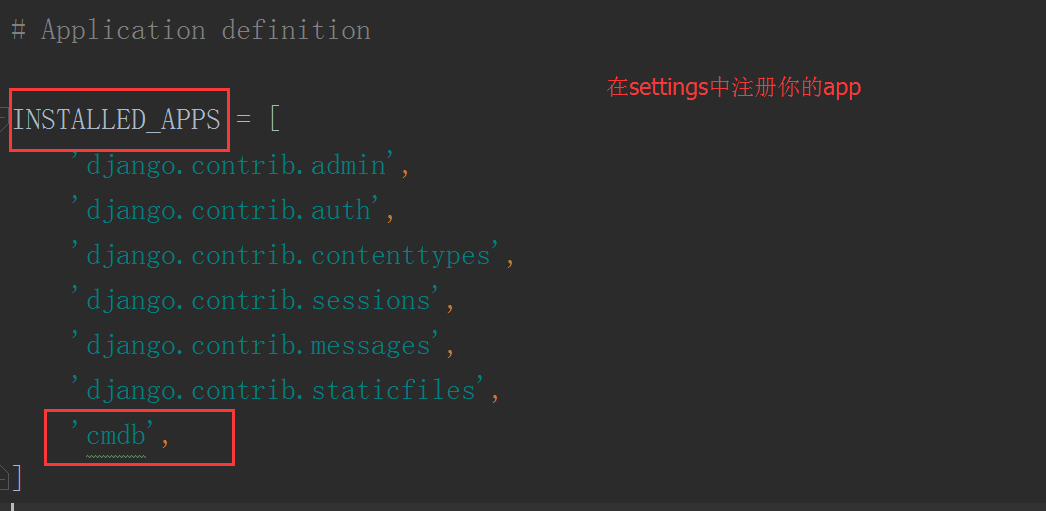 # Application definition
在settings中注册你的app
INSTALLED_APPS = [
'django.contrib.admin',
'django.contrib.auth',
'django.contrib.contenttypes',
'django.contrib.sessions',
'django.contrib.messages',
'django.contrib.staticfiles',
'cmdb',
]